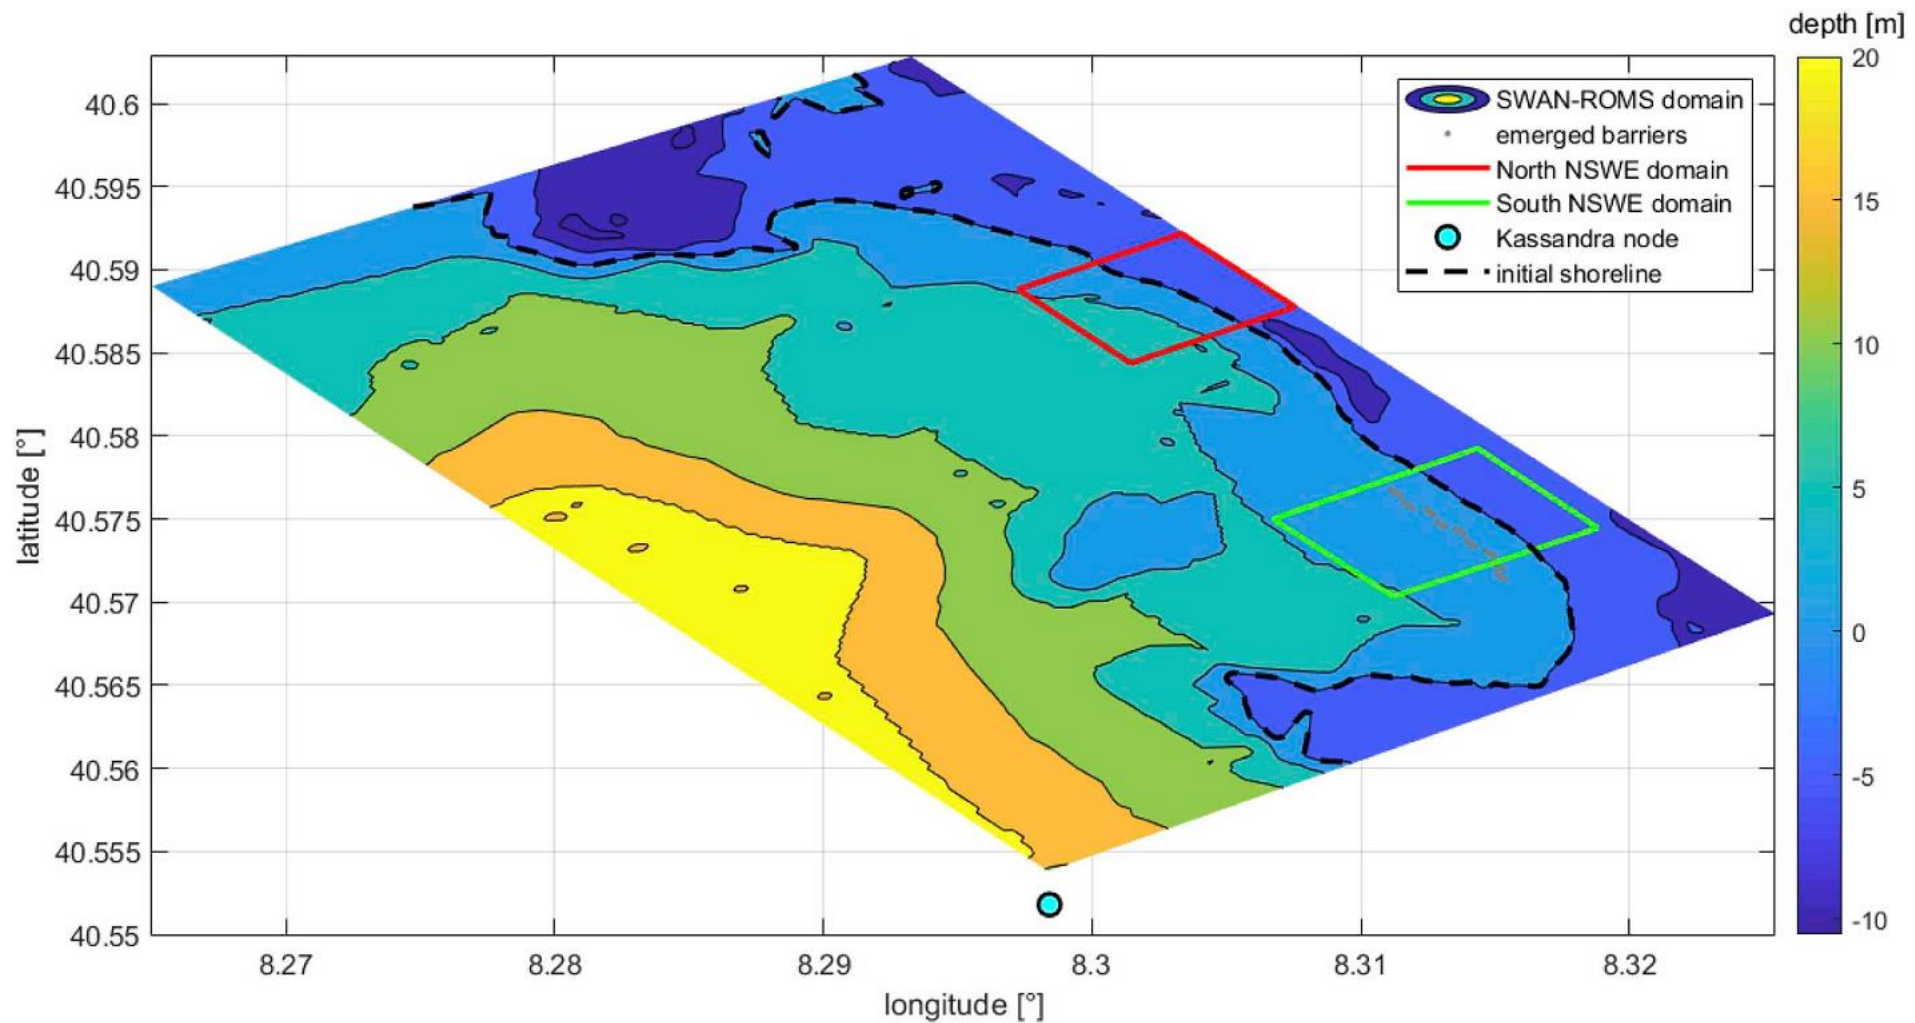 depth [m]
20
15
10
5
0
-5
-10
SWAN-ROMS domain
emerged barriers
North NSWE domain
South NSWE domain
Kassandra node
initial shoreline
40.6
40.595
40.59
40.585
40.58
40.575
40.57
40.565
40.56
40.555
40.55
latitude [°]
8.27
8.28
8.29
8.3
8.31
8.32
longitude [°]